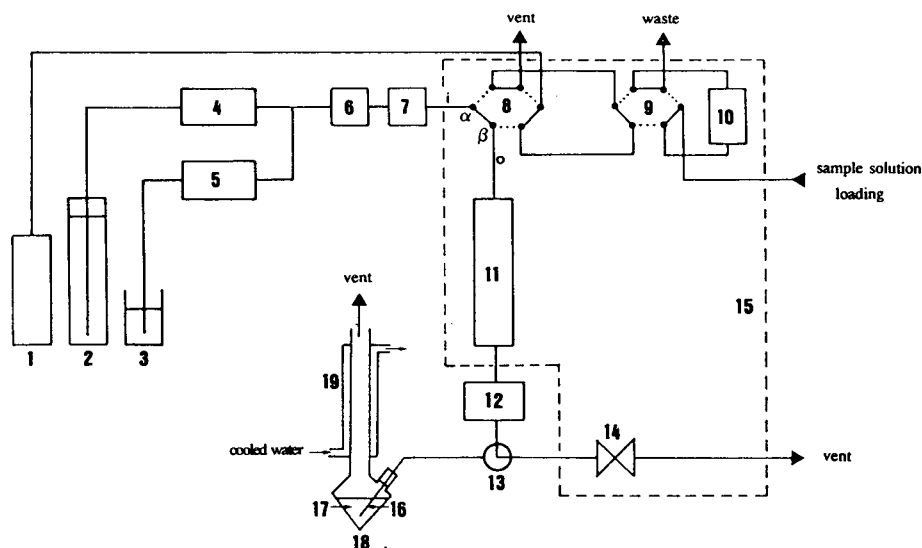 vent
waste
4
6
7
α
8
9
10
β
5
sample solution
loading
11
vent
15
1
2
3
19
12
14
cooled water
vent
13
17
16
18